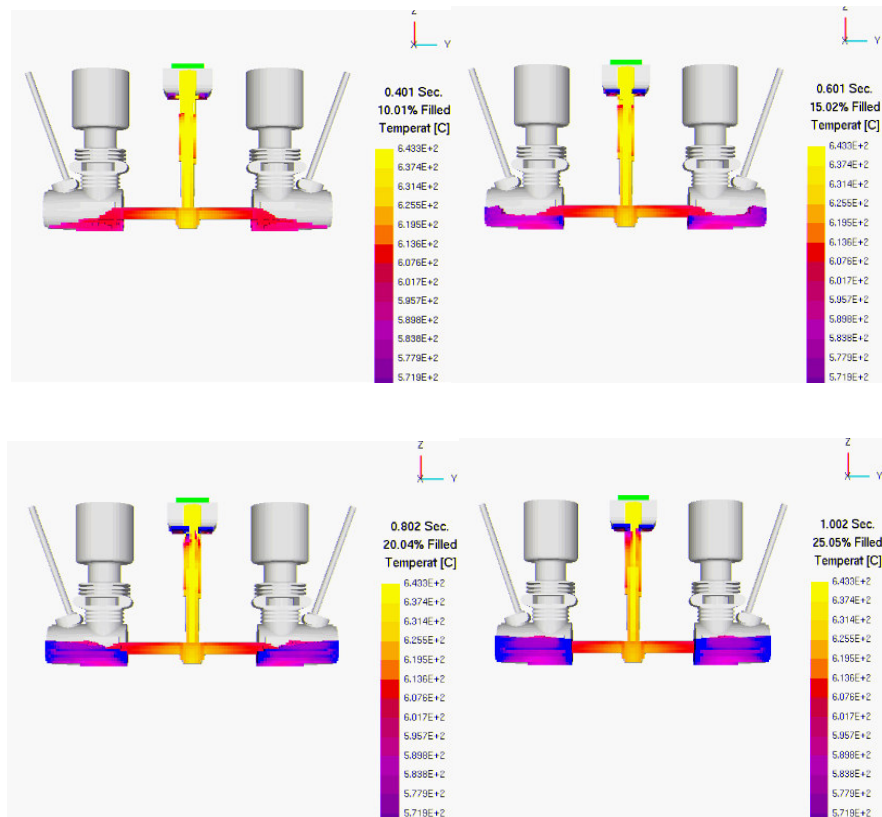 Z
X Y
0.401 Sec.
10.01% Filled
Temperat [C]
6.433E+2
6.374E+2
6.314E+2
6.255E+2
6.195E+2
6.136E+2
6.076E+2
6.017E+2
5.957E+2
5.838E+2
5.779E+2
5.719E+2
Z
X Y
0.601 Sec.
15.02% Filled
Temperat [C]
6.433E+2
6.374E+2
6.314E+2
6.255E+2
6.195E+2
6.136E+2
6.076E+2
6.017E+2
5.957E+2
5.838E+2
5.779E+2
5.719E+2
Z
X Y
0.802 Sec.
20.04% Filled
Temperat [C]
6.433E+2
6.374E+2
6.314E+2
6.255E+2
6.195E+2
6.136E+2
6.076E+2
6.017E+2
5.957E+2
5.898E+2
5.838E+2
5.779E+2
5.719E+2
Z
X Y
1.002 Sec.
25.05% Filled
Temperat [C]
6.433E+2
6.374E+2
6.314E+2
6.255E+2
6.195E+2
6.136E+2
6.076E+2
6.017E+2
5.957E+2
5.898E+2
5.838E+2
5.779E+2
5.719E+2